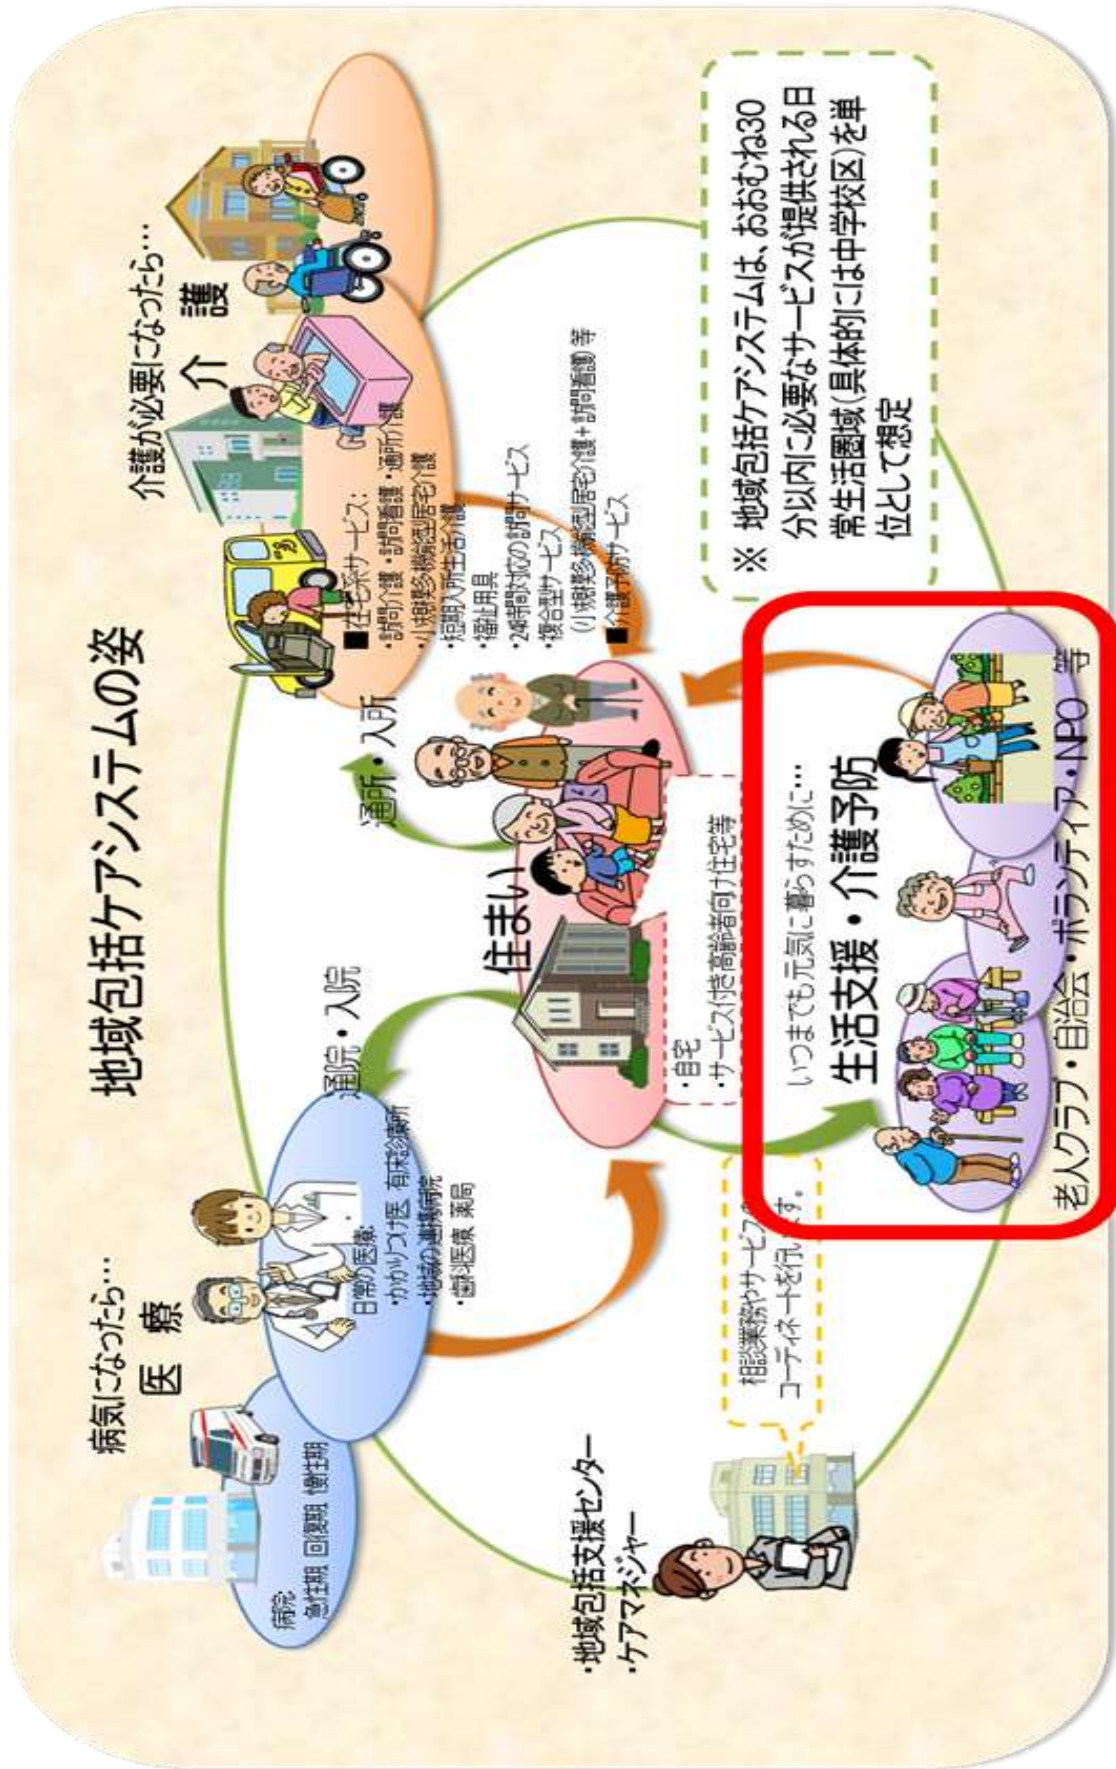 地域包括ケアシステムの姿
病気になったら…
医 療
病院:
急性期 回復期 慢性期
日常の医療:
・かかりつけ医 有床診療所
・地域の連携病院
・歯科医療 薬局
通院・入院
介護が必要になったら…
介 護
■在宅系サービス:
・訪問介護・訪問看護・通所介護
・小規模多機能型居宅介護
・短期入所生活介護
・福祉用具
・24時間対応の訪問サービス
・複合型サービス
(小規模多機能型居宅介護+訪問看護)等
■介護予防サービス
通所・入所
住まい
・自宅
・サービス付き高齢者向け住宅等
・地域包括支援センター
・ケアマネジャー
相談業務やサービスの
コーディネートを行います。
いつまでも元気に暮らすために…
生活支援・介護予防
老人クラブ・自治会・ボランティア・NPO 等
※ 地域包括ケアシステムは、おおむね30
分以内に必要なサービスが提供される日
常生活圏域(具体的には中学校区)を単
位として想定